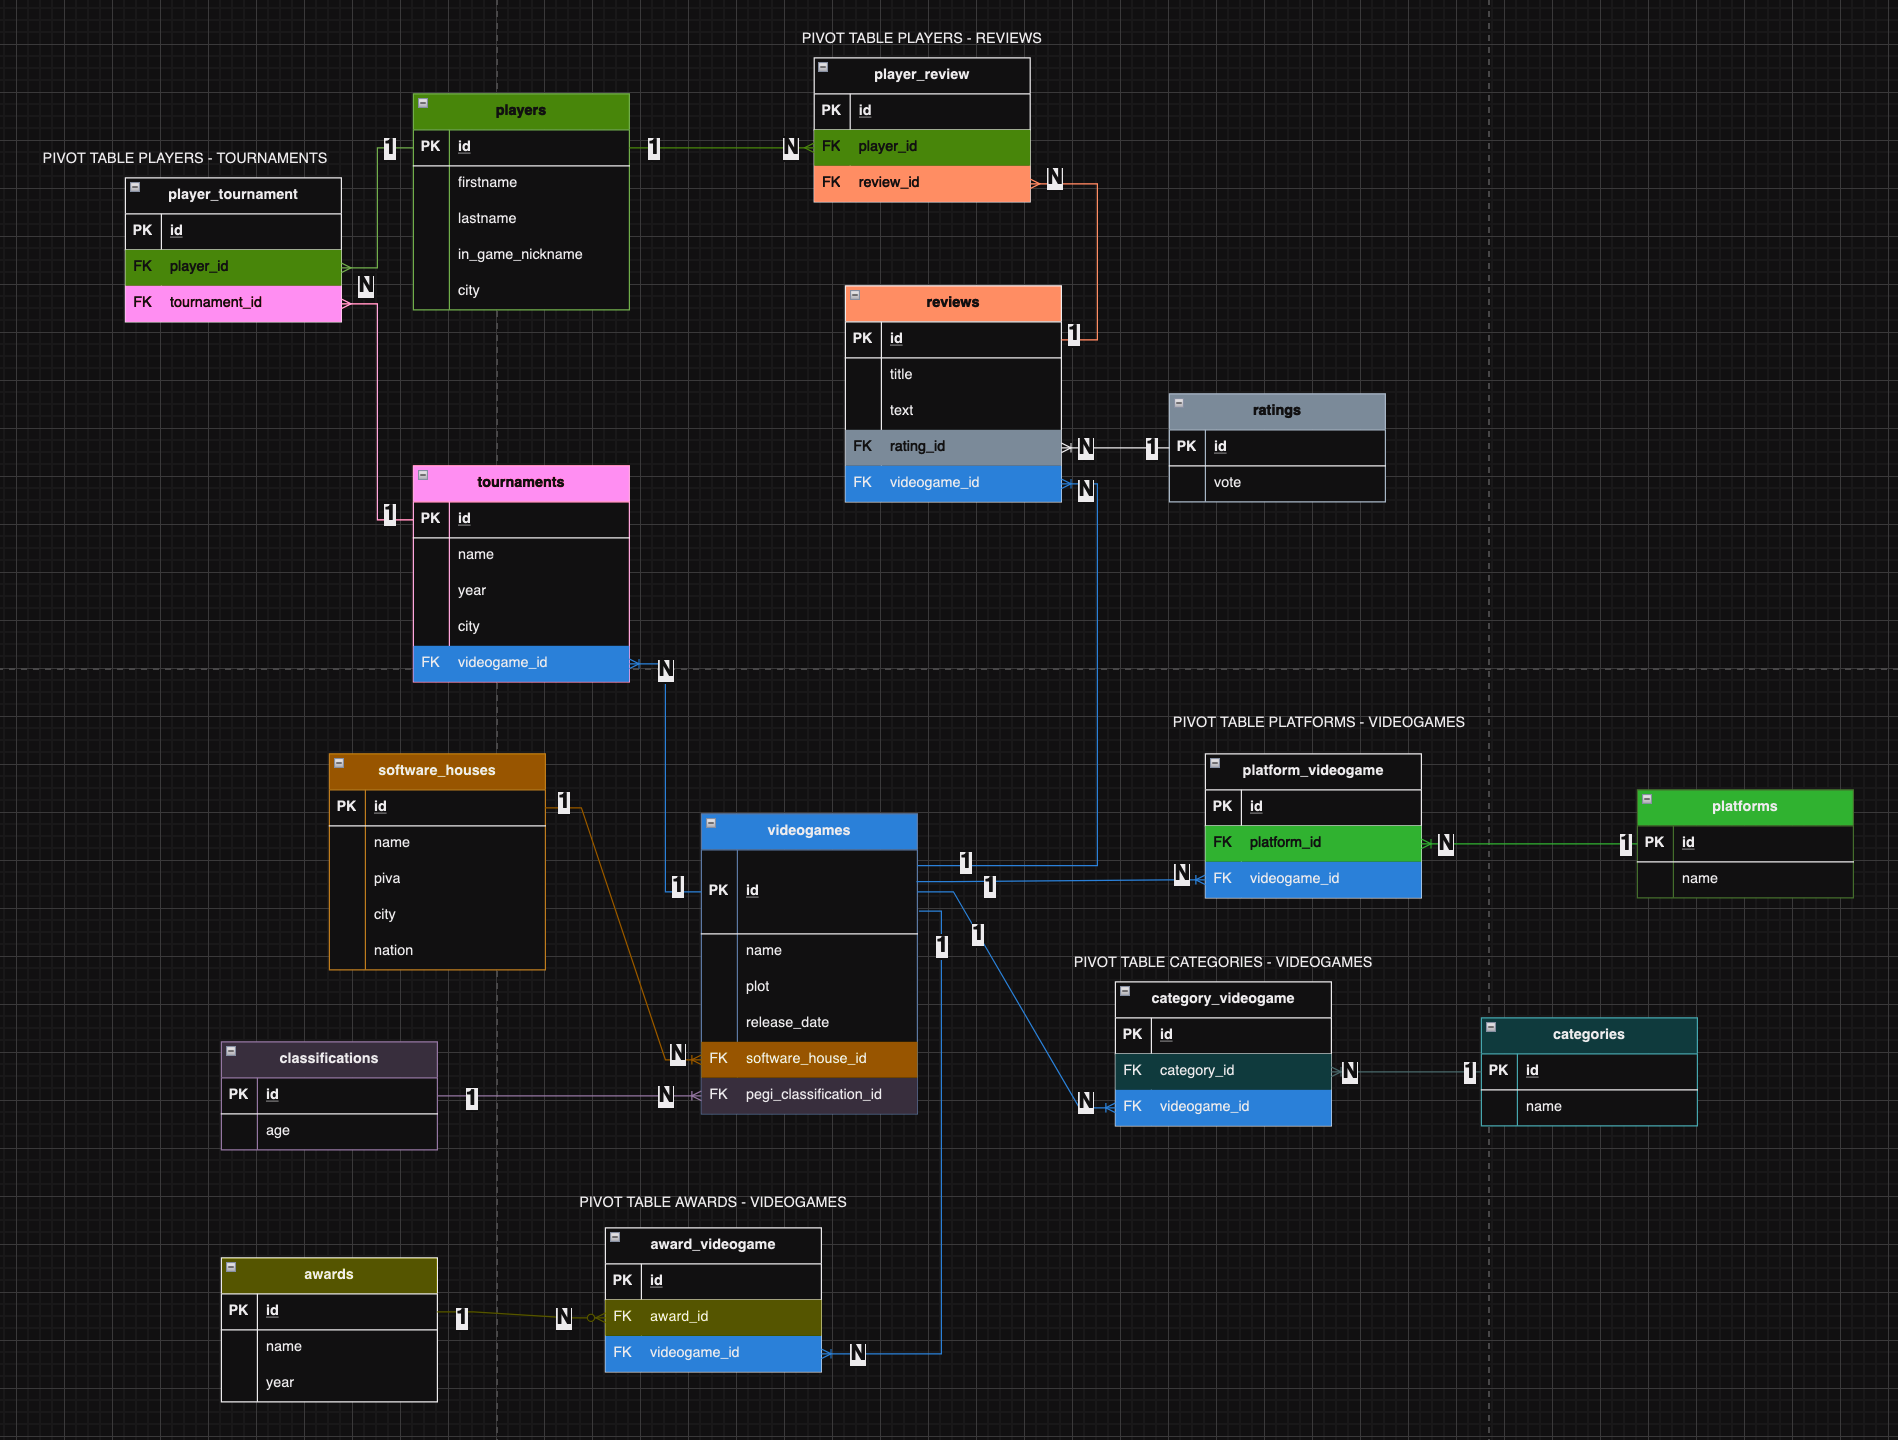 PIVOT TABLE PLAYERS - REVIEWS
player_review
PK id
FK player_id
FK review_id
N
N
players
PK id
firstname
lastname
in_game_nickname
city
1
1
PIVOT TABLE PLAYERS - TOURNAMENTS
player_tournament
PK id
FK player_id
FK tournament_id
N
reviews
PK id
title
text
FK rating_id
FK videogame_id
1
N
N
1
ratings
PK id
vote
tournaments
PK id
name
year
city
FK videogame_id
1
N
software_houses
PK id
name
piva
city
nation
1
videogames
PK id
name
plot
release_date
FK software_house_id
FK pegi_classification_id
1
1
1
1
1
N
N
PIVOT TABLE PLATFORMS - VIDEOGAMES
platform_videogame
PK id
FK platform_id
FK videogame_id
N
N
1
platforms
PK id
name
PIVOT TABLE CATEGORIES - VIDEOGAMES
category_videogame
PK id
FK category_id
FK videogame_id
N
N
1
categories
PK id
name
classifications
PK id
age
1
PIVOT TABLE AWARDS - VIDEOGAMES
award_videogame
PK id
FK award_id
FK videogame_id
N
N
awards
PK id
name
year
1